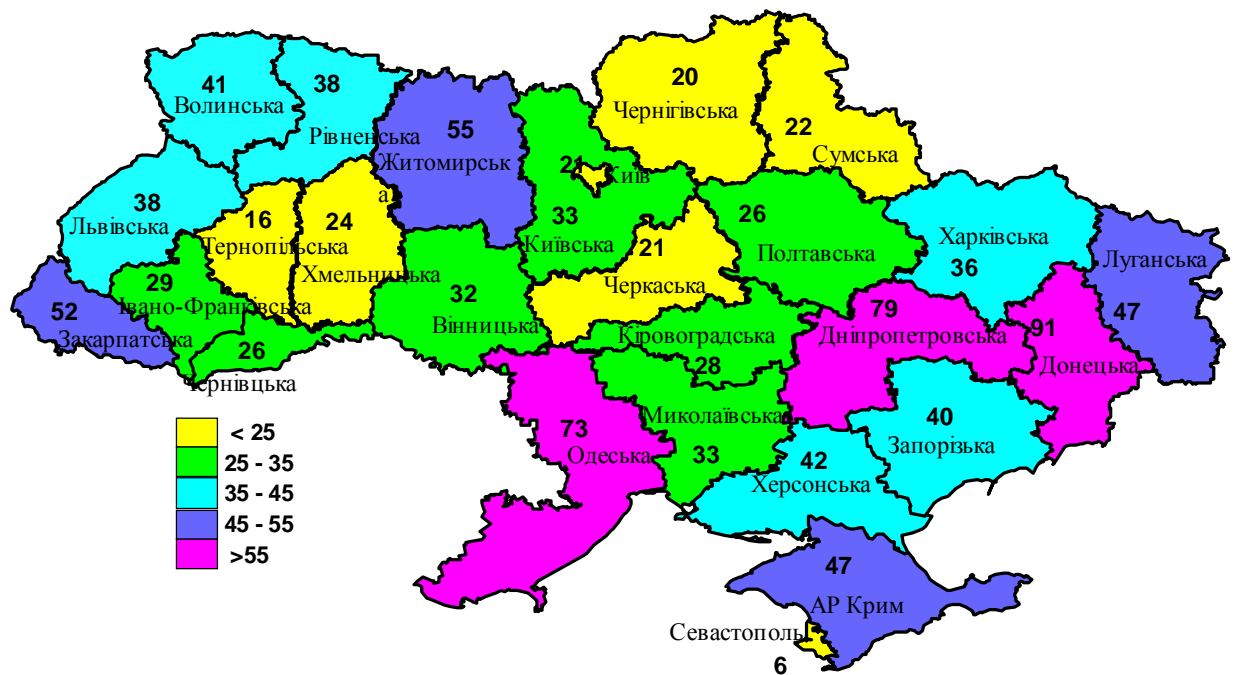 41
Волинська
38
Рівненська
55
Житомирськ
а
20
Чернігівська
22
Сумська
21
Київ
33
Київська
38
Львівська
16
Тернопільська
24
Хмельницька
26
Полтавська
Харківська
36
Луганська
47
21
Черкаська
29
Івано-Франківська
52
Закарпатська
26
Чернівцька
32
Вінницька
Кіровоградська
28
79
Дніпропетровська
91
Донецька
Миколаївська
33
73
Одеська
42
Херсонська
40
Запорізька
47
АР Крим
Севастополь
6
< 25
25 - 35
35 - 45
45 - 55
>55